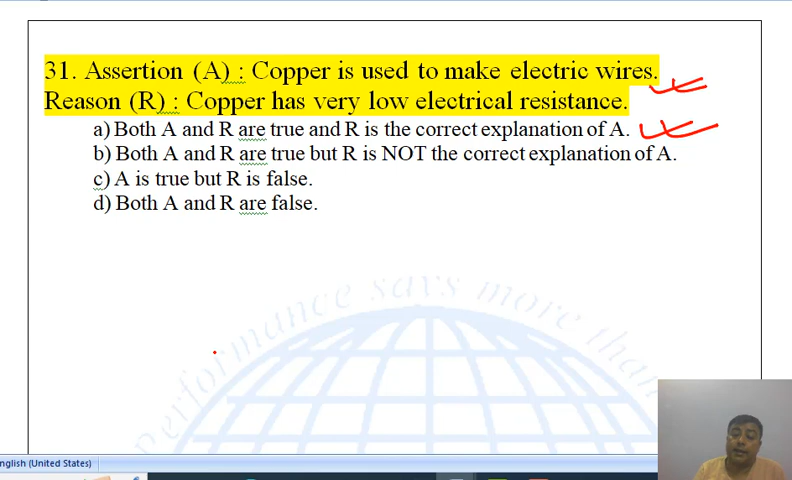 31. Assertion (A) : Copper is used to make electric wires.
Reason (R) : Copper has very low electrical resistance.
a) Both A and R are true and R is the correct explanation of A.
b) Both A and R are true but R is NOT the correct explanation of A.
c) A is true but R is false.
d) Both A and R are false.
Performance says more than
nglish (United States)